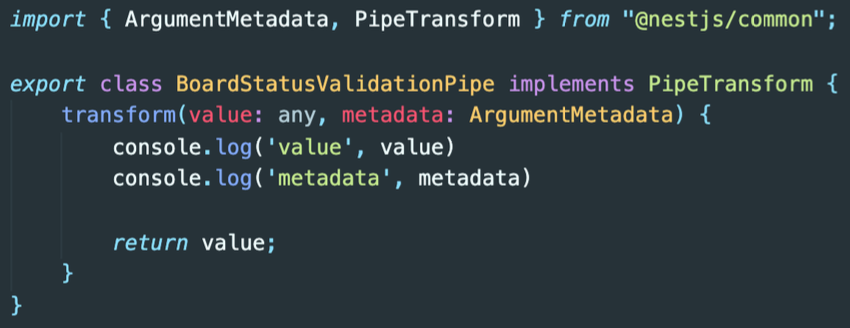 import { ArgumentMetadata, PipeTransform } from "@nestjs/common";
export class BoardStatusValidationPipe implements PipeTransform {
transform(value: any, metadata: ArgumentMetadata) {
console.log('value', value)
console.log('metadata', metadata)
return value;
}
}